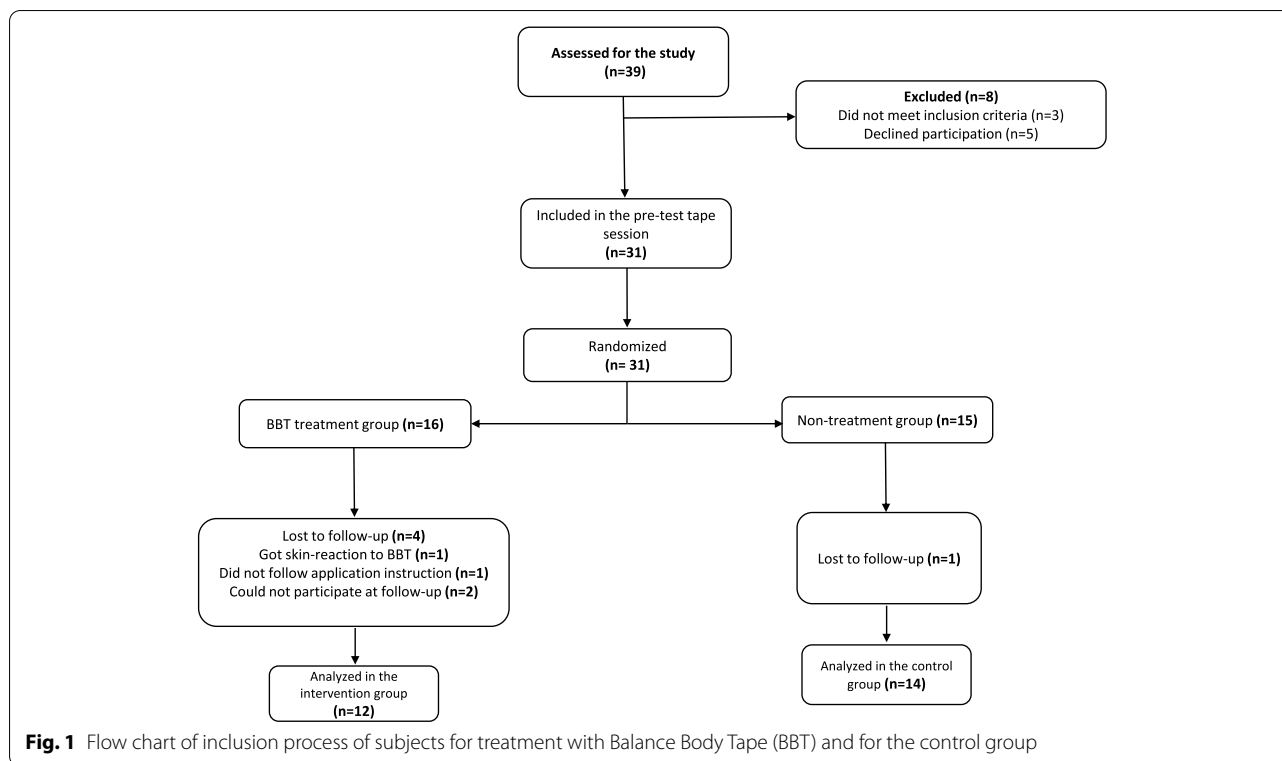 Assessed for the study
(n=39)
Excluded (n=8)
Did not meet inclusion criteria (n=3)
Declined participation (n=5)
Included in the pre-test tape
session
(n=31)
Randomized
(n= 31)
BBT treatment group (n=16)
Non-treatment group (n=15)
Lost to follow-up (n=4)
Got skin-reaction to BBT (n=1)
Did not follow application instruction (n=1)
Could not participate at follow-up (n=2)
Lost to follow-up (n=1)
Analyzed in the
intervention group
(n=12)
Analyzed in the control
group (n=14)
Fig. 1 Flow chart of inclusion process of subjects for treatment with Balance Body Tape (BBT) and for the control group